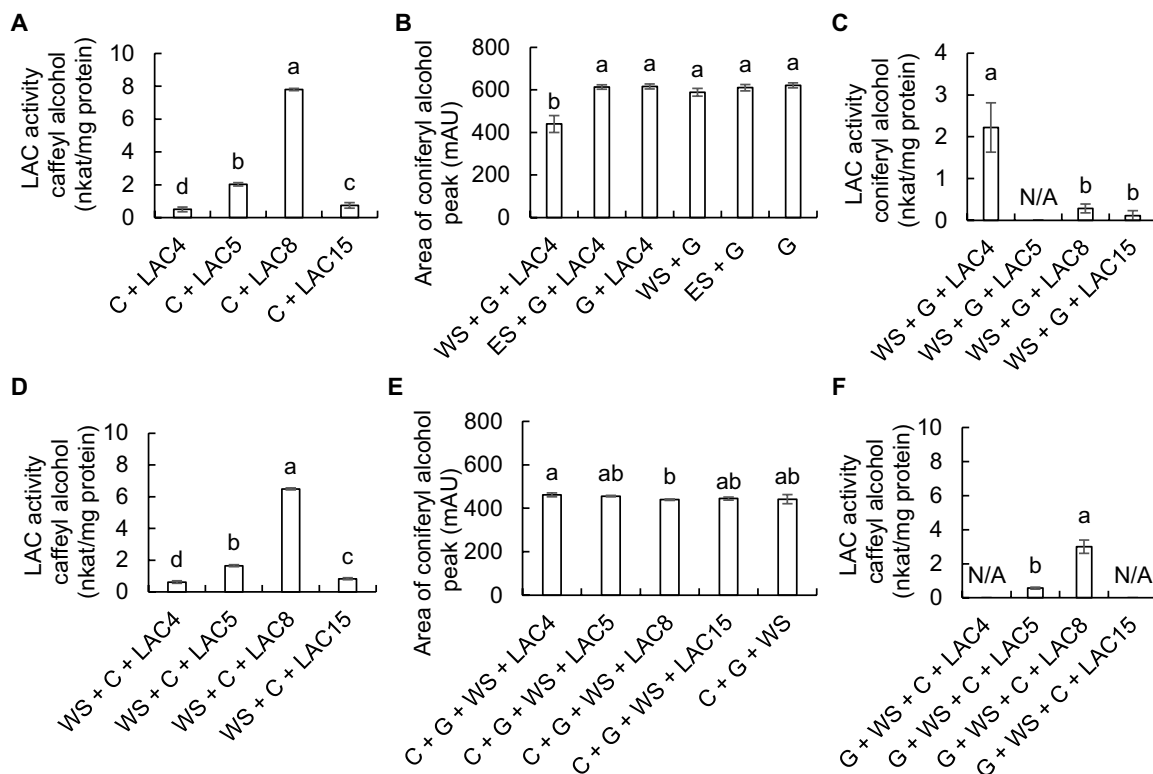 A
LAC activity
caffeyl alcohol
(nkat/mg protein)
10
8
6
4
2
0
d
b
a
c
C + LAC4
C + LAC5
C + LAC8
C + LAC15
B
Area of coniferyl alcohol
peak (mAU)
800
600
400
200
0
b
a
a
a
a
a
WS + G + LAC4
ES + G + LAC4
G + LAC4
WS + G
ES + G
G
C
LAC activity
coniferyl alcohol
(nkat/mg protein)
4
3
2
1
0
a
N/A
b
b
WS + G + LAC4
WS + G + LAC5
WS + G + LAC8
WS + G + LAC15
D
LAC activity
caffeyl alcohol
(nkat/mg protein)
10
8
6
4
2
0
d
b
a
c
WS + C + LAC4
WS + C + LAC5
WS + C + LAC8
WS + C + LAC15
E
Area of coniferyl alcohol
peak (mAU)
800
600
400
200
0
a
ab
b
ab
ab
C + G + WS + LAC4
C + G + WS + LAC5
C + G + WS + LAC8
C + G + WS + LAC15
C + G + WS
F
LAC activity
caffeyl alcohol
(nkat/mg protein)
10
8
6
4
2
0
N/A
b
a
N/A
G + WS + C + LAC4
G + WS + C + LAC5
G + WS + C + LAC8
G + WS + C + LAC15